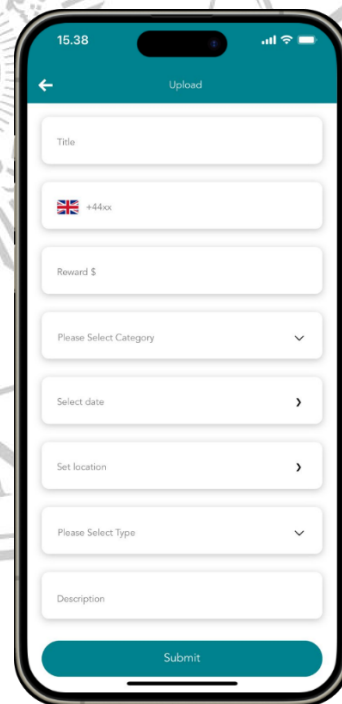 15.38
Upload
Title
+44xx
Reward $
Please Select Category
Select date
Set location
Please Select Type
Description
Submit